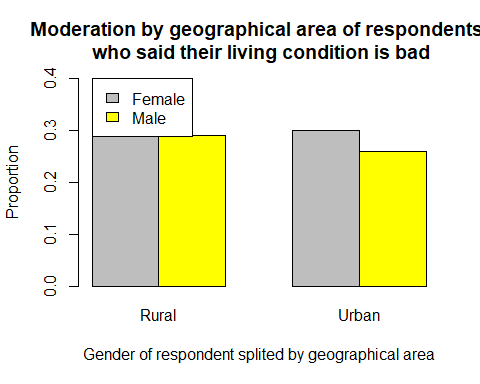 Moderation by geographical area of respondents
who said their living condition is bad
0.4
0.3
0.2
0.1
0.0
Proportion
Female
Male
Rural
Urban
Gender of respondent splited by geographical area